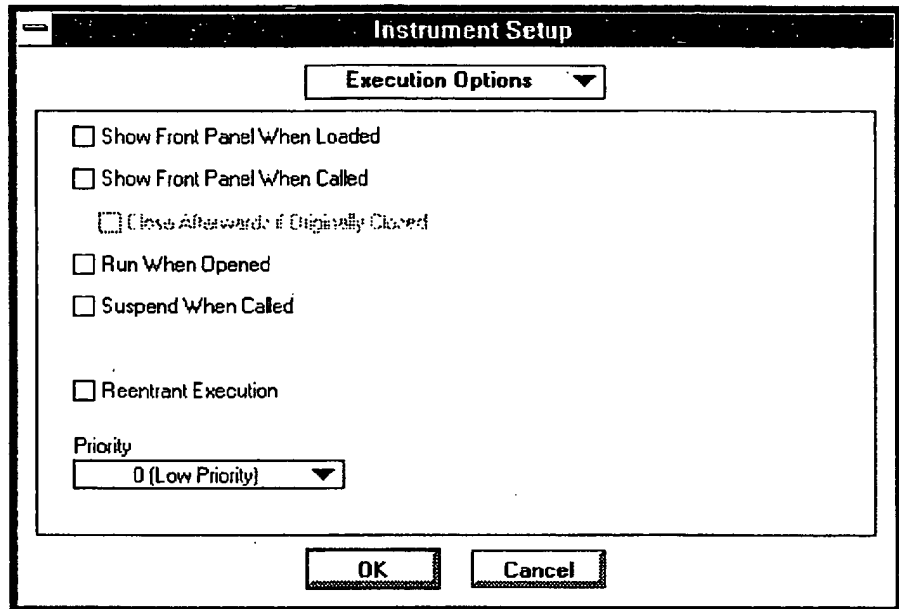 Instrument Setup
Execution Options
Show Front Panel When Loaded
Show Front Panel When Called
Close Afterwards if Originally Closed
Run When Opened
Suspend When Called
Reentrant Execution
Priority
0 (Low Priority)
OK
Cancel